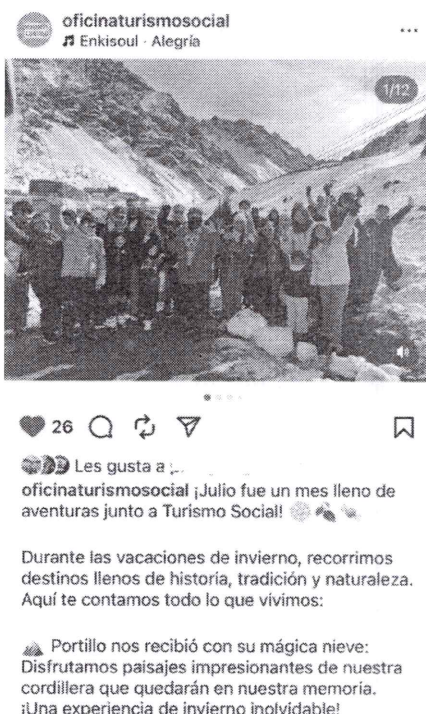 oficinaturismosocial
Enkisoul · Alegría
1/12
26
Les gusta a
oficinaturismosocial ¡Julio fue un mes lleno de
aventuras junto a Turismo Social!
Durante las vacaciones de invierno, recorrimos
destinos llenos de historia, tradición y naturaleza.
Aquí te contamos todo lo que vivimos:
Portillo nos recibió con su mágica nieve:
Disfrutamos paisajes impresionantes de nuestra
cordillera que quedarán en nuestra memoria.
¡Una experiencia de invierno inolvidable!